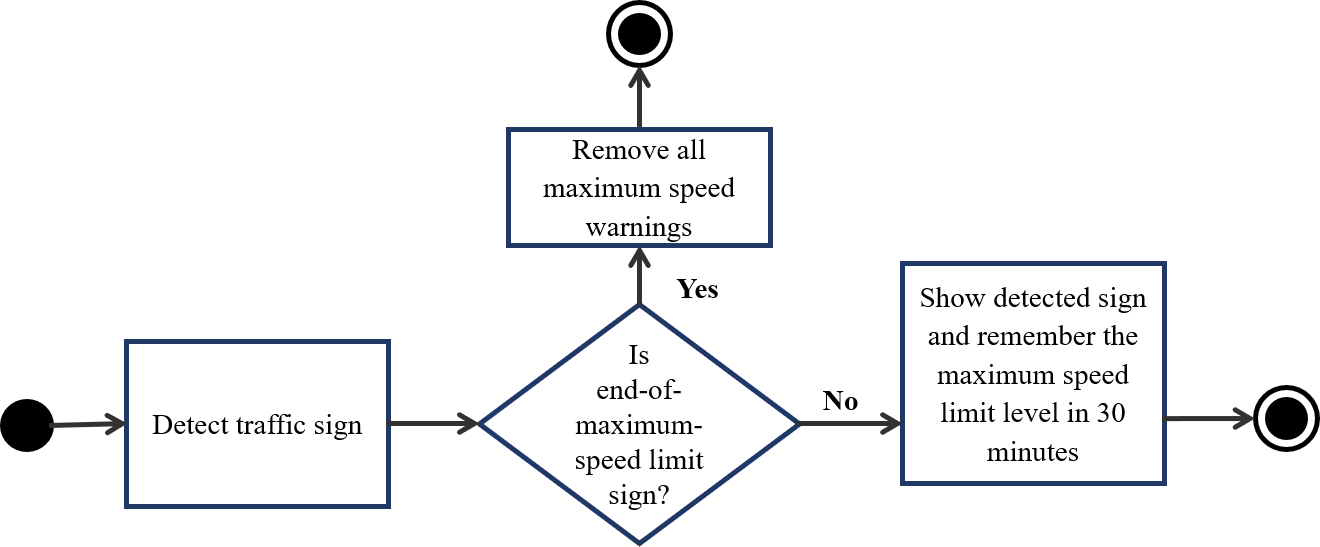 Remove all
maximum speed
warnings
Yes
Detect traffic sign
Is
end-of-
maximum-
speed limit
sign?
No
Show detected sign
and remember the
maximum speed
limit level in 30
minutes